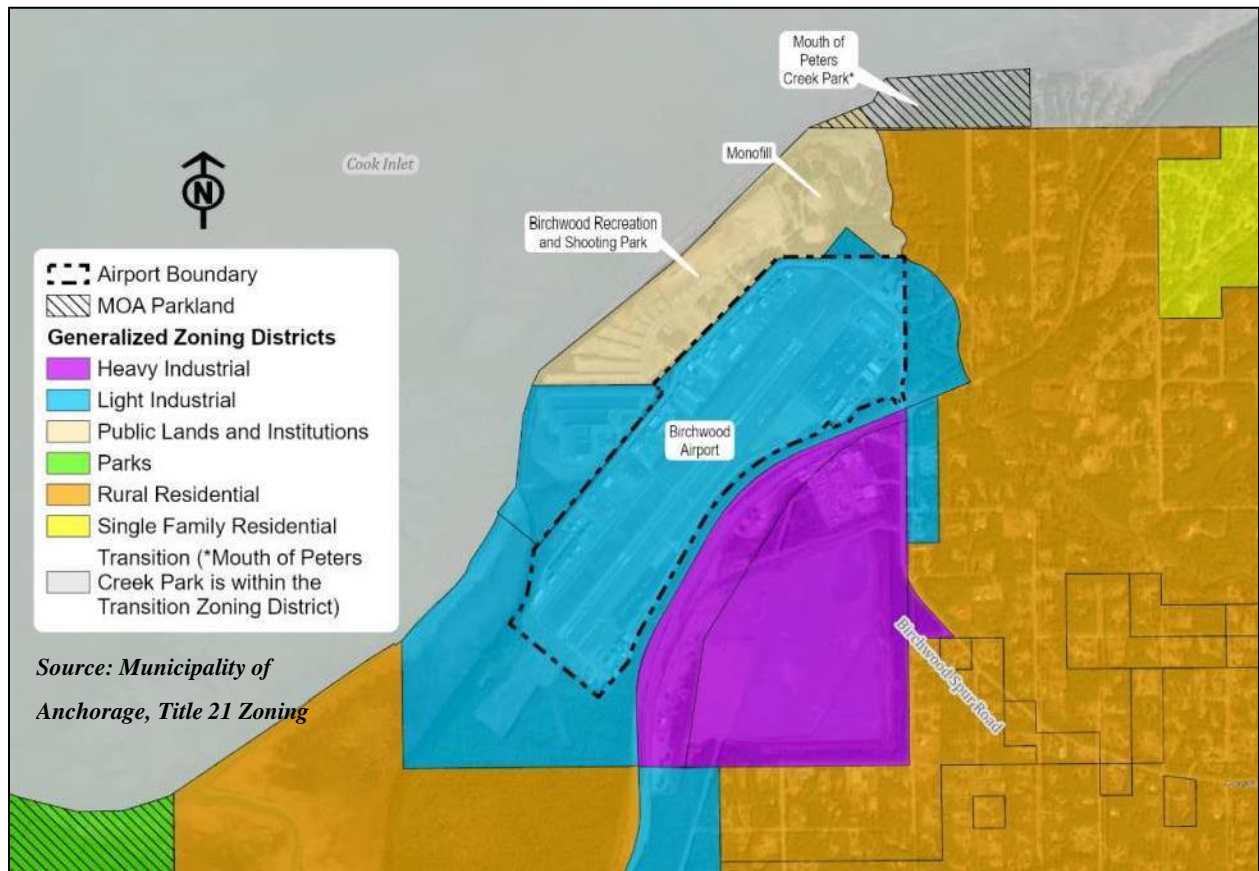 Mouth of
Peters
Creek Park*
Monofill
Cook Inlet
N
Birchwood Recreation
and Shooting Park
Airport Boundary
MOA Parkland
Generalized Zoning Districts
Heavy Industrial
Light Industrial
Public Lands and Institutions
Parks
Rural Residential
Single Family Residential
Transition (*Mouth of Peters
Creek Park is within the
Transition Zoning District)
Birchwood
Airport
Birchwood Spur Road
Source: Municipality of
Anchorage, Title 21 Zoning